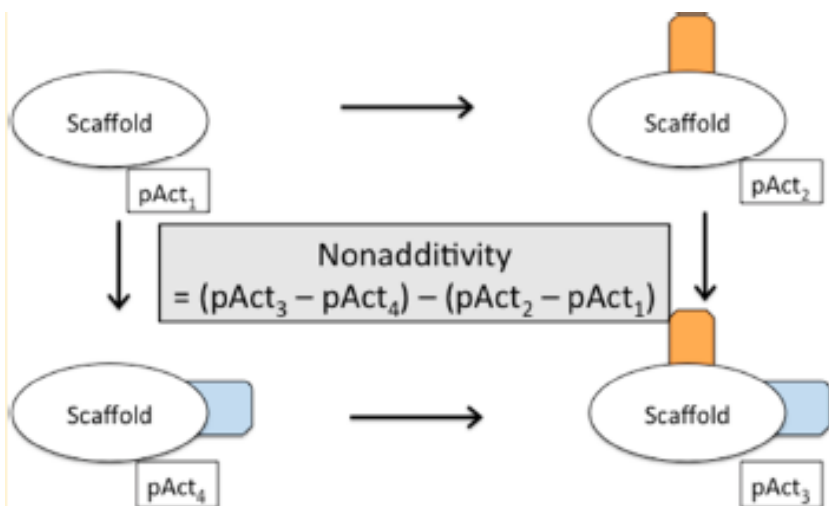 Scaffold
Scaffold
pAct₁
pAct₂
Nonadditivity
= (pAct₃ – pAct₄) – (pAct₂ – pAct₁)
Scaffold
Scaffold
pAct₄
pAct₃